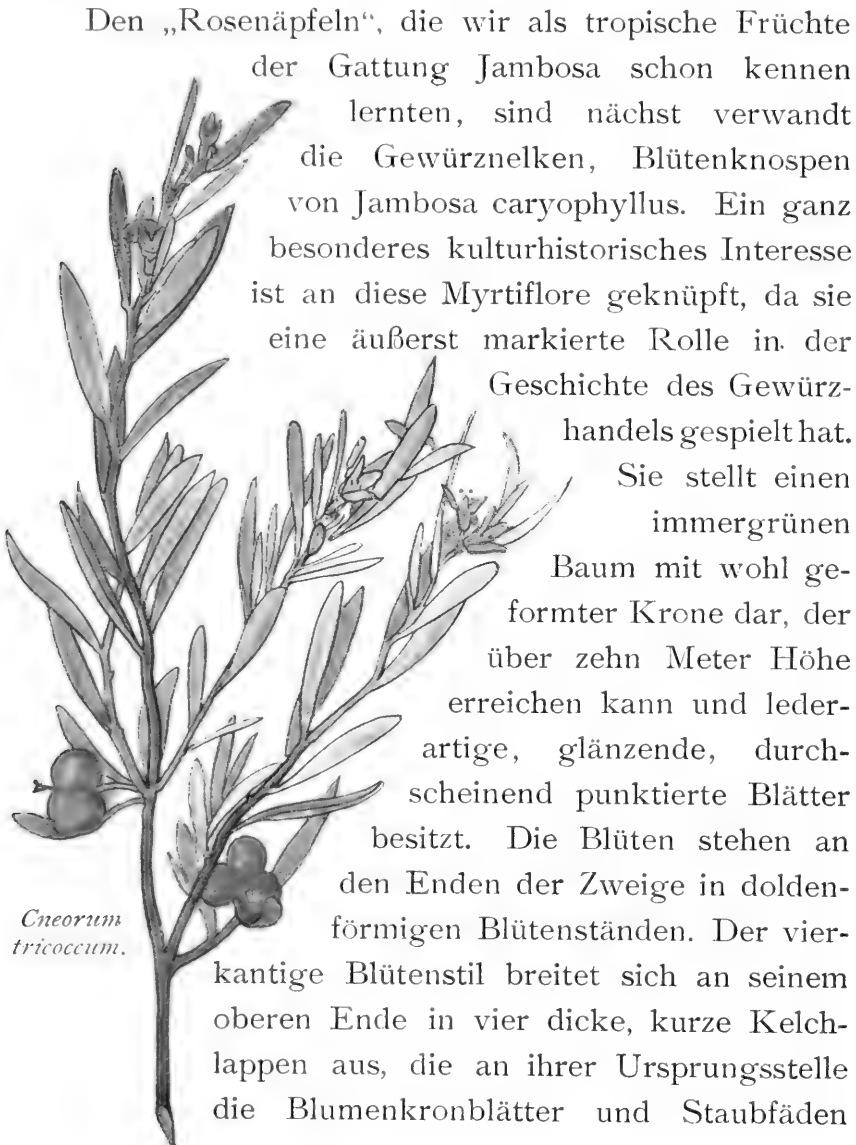 Den „Rosenäpfeln“, die wir als tropische Früchte
der Gattung Jambosa schon kennen
lernten, sind nächst verwandt
die Gewürznelken, Blütenknospen
von Jambosa caryophyllus. Ein ganz
besonderes kulturhistorisches Interesse
ist an diese Myrtiflore geknüpft, da sie
eine äußerst markierte Rolle in der
Geschichte des Gewürz-
handels gespielt hat.
Sie stellt einen
immergrünen
Baum mit wohl ge-
formter Krone dar, der
über zehn Meter Höhe
erreichen kann und leder-
artige, glänzende, durch-
scheinend punktierte Blätter
besitzt. Die Blüten stehen an
den Enden der Zweige in dolden-
förmigen Blütenständen. Der vier-
kantige Blütenstil breitet sich an seinem
oberen Ende in vier dicke, kurze Kelch-
lappen aus, die an ihrer Ursprungsstelle
die Blumenkronblätter und Staubfäden
Cneorum
tricoccum.